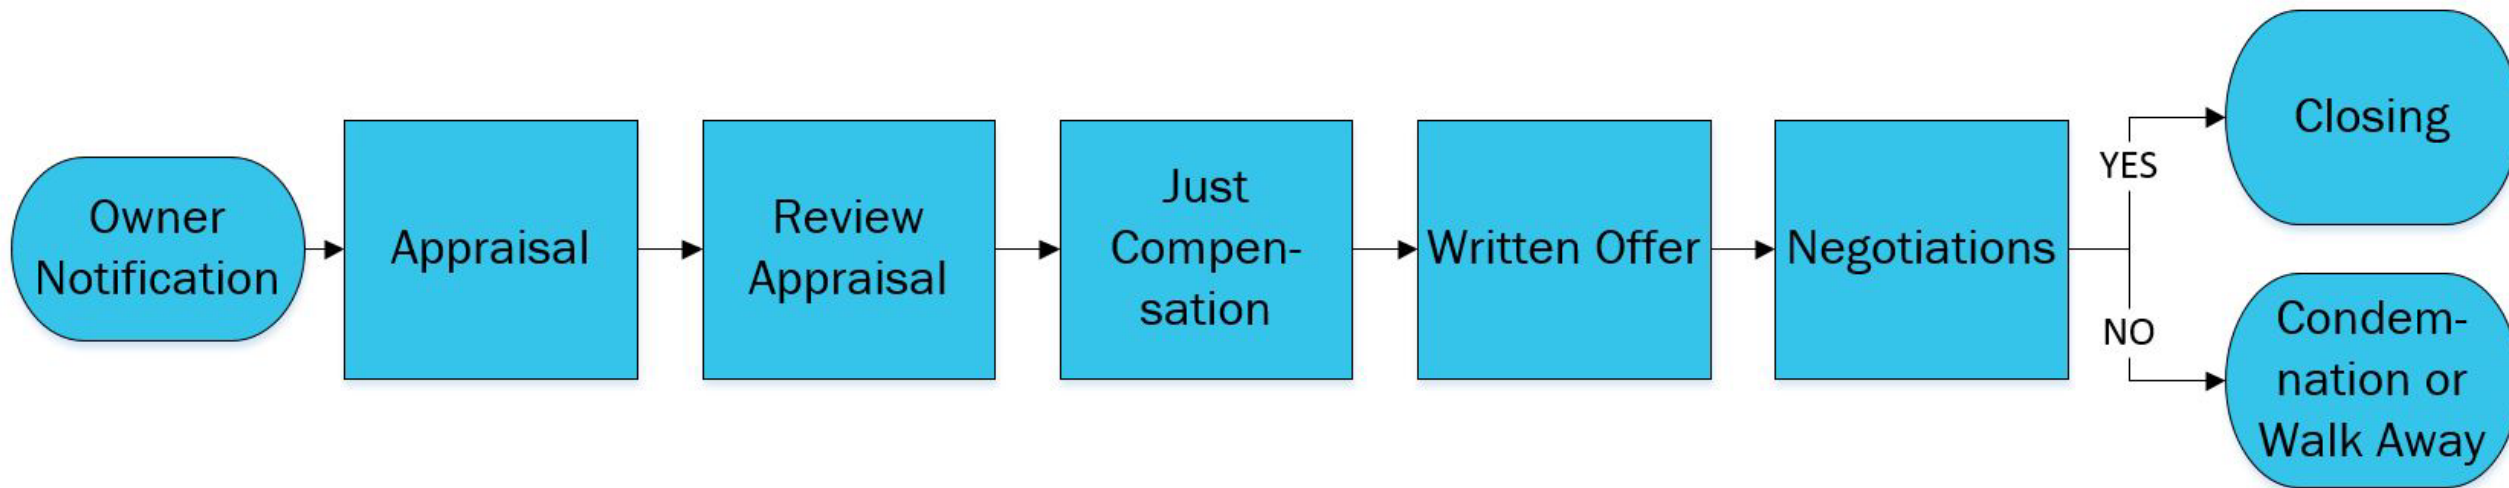 Owner
Notification
Appraisal
Review
Appraisal
Just
Compen-
sation
Written Offer
Negotiations
YES
Closing
NO
Condem-
nation or
Walk Away